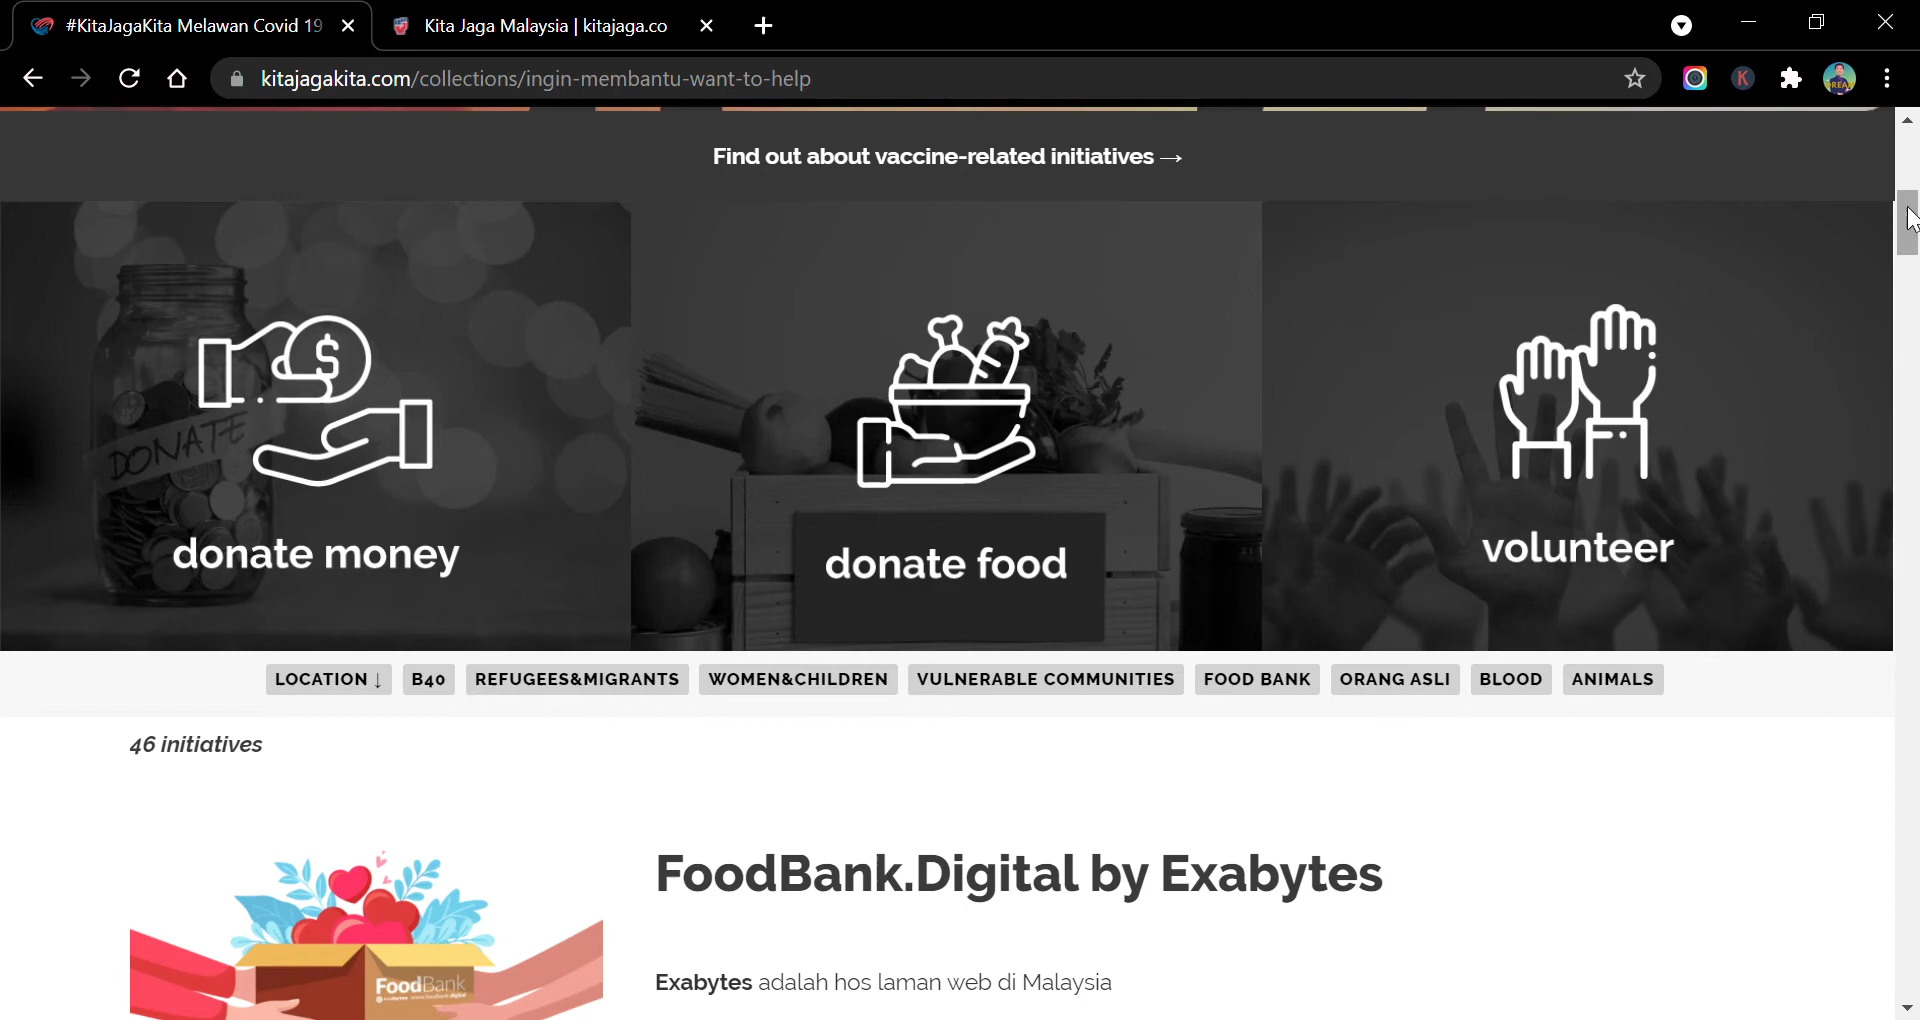 #KitaJagaKita Melawan Covid 19
Kita Jaga Malaysia | kitajaga.co
kitajagakita.com/collections/ingin-membantu-want-to-help
Find out about vaccine-related initiatives →
DONATE
$
donate money
donate food
volunteer
LOCATION ↓ B40 REFUGEES&MIGRANTS WOMEN&CHILDREN VULNERABLE COMMUNITIES FOOD BANK ORANG ASLI BLOOD ANIMALS
46 initiatives
FoodBank.Digital by Exabytes
FoodBank
Exabytes adalah hos laman web di Malaysia